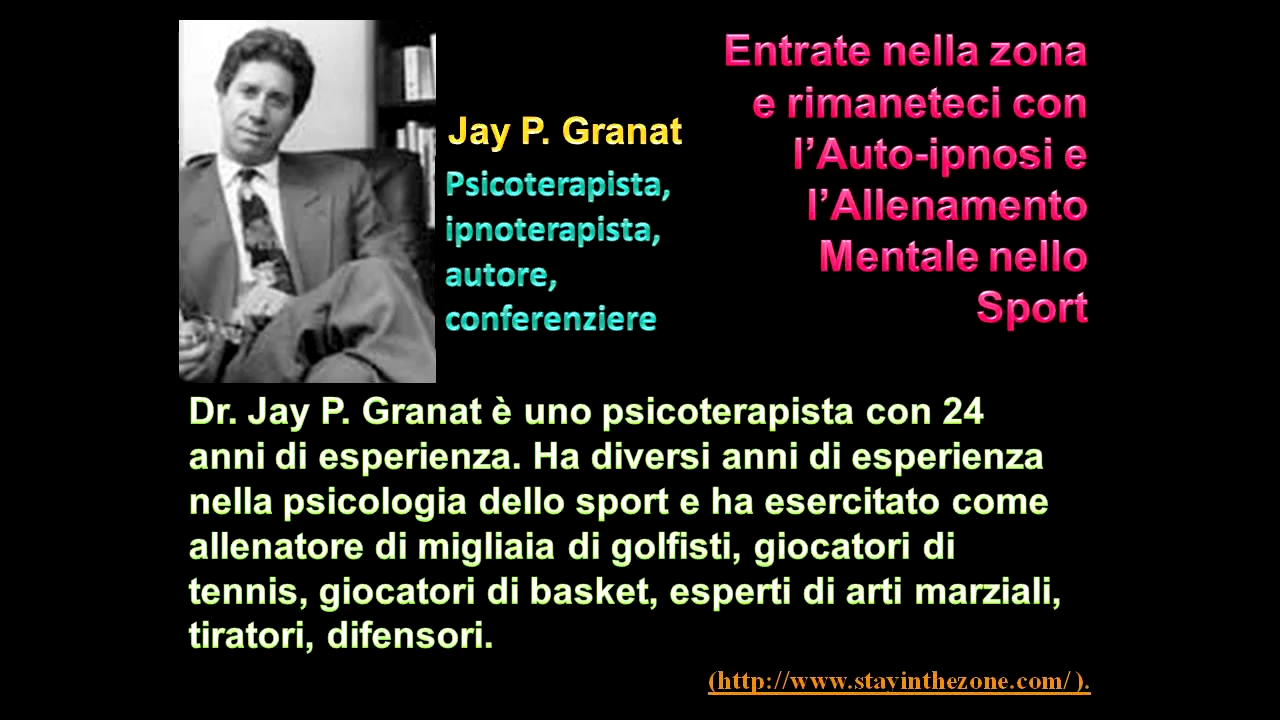 Entrate nella zona
e rimaneteci con
l’Auto-ipnosi e
l’Allenamento
Mentale nello
Sport
Jay P. Granat
Psicoterapista,
ipnoterapista,
autore,
conferenziere
Dr. Jay P. Granat è uno psicoterapista con 24
anni di esperienza. Ha diversi anni di esperienza
nella psicologia dello sport e ha esercitato come
allenatore di migliaia di golfisti, giocatori di
tennis, giocatori di basket, esperti di arti marziali,
tiratori, difensori.
(http://www.stayinthezone.com/ ).